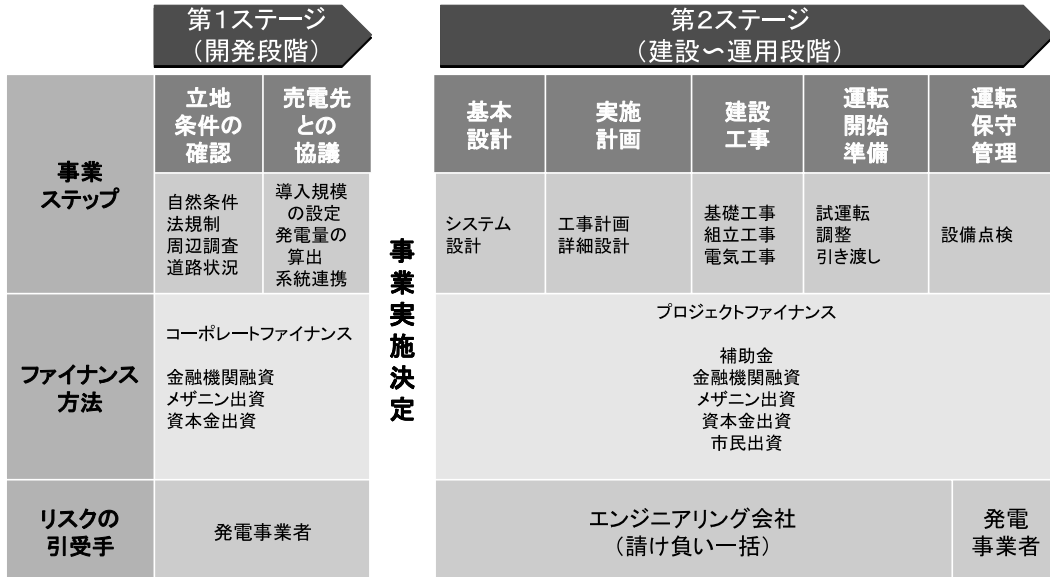 第1ステージ
（開発段階）
第2ステージ
（建設～運用段階）
事業
ステップ
立地
条件の
確認
売電先
との
協議
基本
設計
実施
計画
建設
工事
運転
開始
準備
運転
保守
管理
自然条件
法規制
周辺調査
道路状況
導入規模
の設定
発電量の
算出
系統連携
事業実施決定
システム
設計
工事計画
詳細設計
基礎工事
組立工事
電気工事
試運転
調整
引き渡し
設備点検
ファイナンス
方法
コーポレートファイナンス
金融機関融資
メザニン出資
資本金出資
プロジェクトファイナンス
補助金
金融機関融資
メザニン出資
資本金出資
市民出資
リスクの
引受手
発電事業者
エンジニアリング会社
（請け負い一括）
発電
事業者